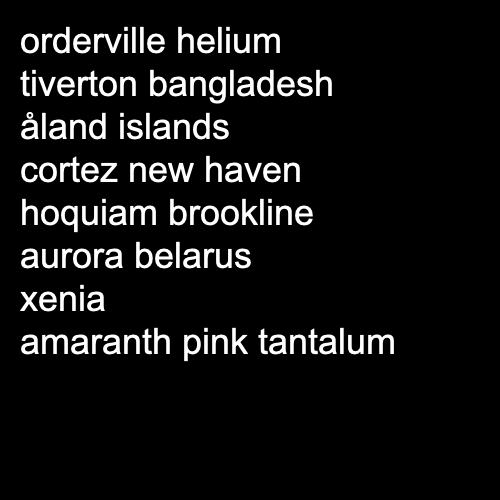 orderville helium
tiverton bangladesh
åland islands
cortez new haven
hoquiam brookline
aurora belarus
xenia
amaranth pink tantalum